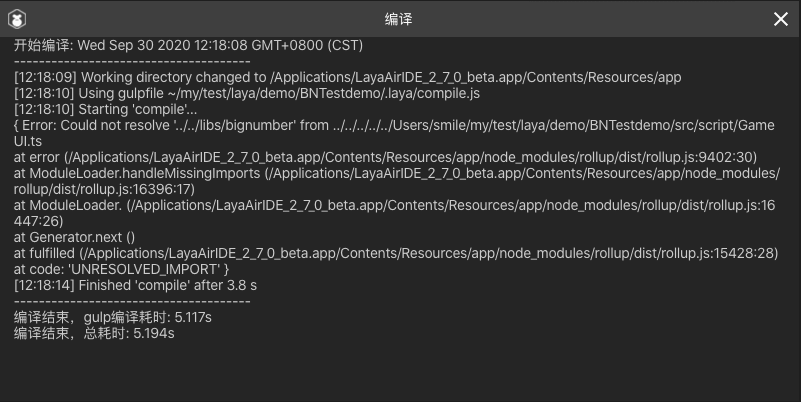 编译
开始编译: Wed Sep 30 2020 12:18:08 GMT+0800 (CST)
--------------------------------------
[12:18:09] Working directory changed to /Applications/LayaAirIDE_2_7_0_beta.app/Contents/Resources/app
[12:18:10] Using gulpfile ~/my/test/laya/demo/BNTestdemo/.laya/compile.js
[12:18:10] Starting 'compile'...
{ Error: Could not resolve '../../libs/bignumber' from ../../../../../Users/smile/my/test/laya/demo/BNTestdemo/src/script/Game
UI.ts
at error (/Applications/LayaAirIDE_2_7_0_beta.app/Contents/Resources/app/node_modules/rollup/dist/rollup.js:9402:30)
at ModuleLoader.handleMissingImports (/Applications/LayaAirIDE_2_7_0_beta.app/Contents/Resources/app/node_modules/
rollup/dist/rollup.js:16396:17)
at ModuleLoader. (/Applications/LayaAirIDE_2_7_0_beta.app/Contents/Resources/app/node_modules/rollup/dist/rollup.js:16
447:26)
at Generator.next ()
at fulfilled (/Applications/LayaAirIDE_2_7_0_beta.app/Contents/Resources/app/node_modules/rollup/dist/rollup.js:15428:28)
at code: 'UNRESOLVED_IMPORT' }
[12:18:14] Finished 'compile' after 3.8 s
--------------------------------------
编译结束，gulp编译耗时: 5.117s
编译结束，总耗时: 5.194s